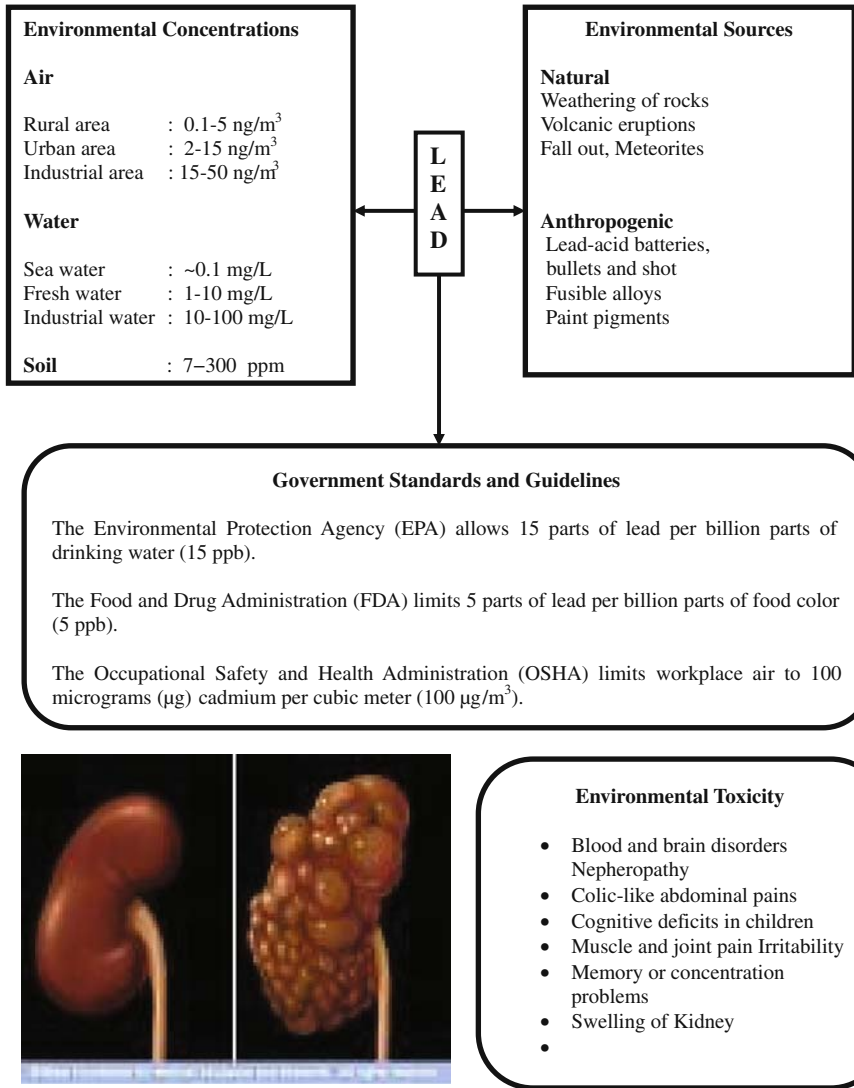 Environmental Concentrations
Air
Rural area : 0.1-5 ng/m³
Urban area : 2-15 ng/m³
Industrial area : 15-50 ng/m³
Water
Sea water : ~0.1 mg/L
Fresh water : 1-10 mg/L
Industrial water : 10-100 mg/L
Soil : 7–300 ppm
L
E
A
D
Environmental Sources
Natural
Weathering of rocks
Volcanic eruptions
Fall out, Meteorites
Anthropogenic
Lead-acid batteries,
bullets and shot
Fusible alloys
Paint pigments
Government Standards and Guidelines
The Environmental Protection Agency (EPA) allows 15 parts of lead per billion parts of
drinking water (15 ppb).
The Food and Drug Administration (FDA) limits 5 parts of lead per billion parts of food color
(5 ppb).
The Occupational Safety and Health Administration (OSHA) limits workplace air to 100
micrograms (µg) cadmium per cubic meter (100 µg/m³).
Environmental Toxicity
• Blood and brain disorders
Nepheropathy
• Colic-like abdominal pains
• Cognitive deficits in children
• Muscle and joint pain Irritability
• Memory or concentration
problems
• Swelling of Kidney
•